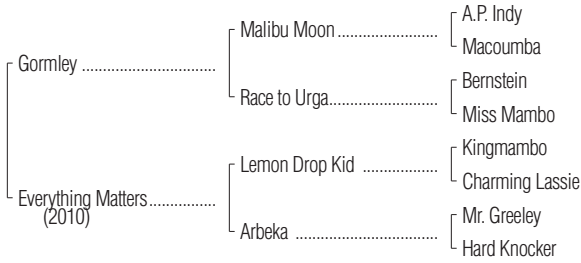 A.P. Indy
Malibu Moon ........................
Macoumba
Gormley ................................
Bernstein
Race to Urga..........................
Miss Mambo
Kingmambo
Lemon Drop Kid ..................
Charming Lassie
Everything Matters................
(2010)
Mr. Greeley
Arbeka ..................................
Hard Knocker